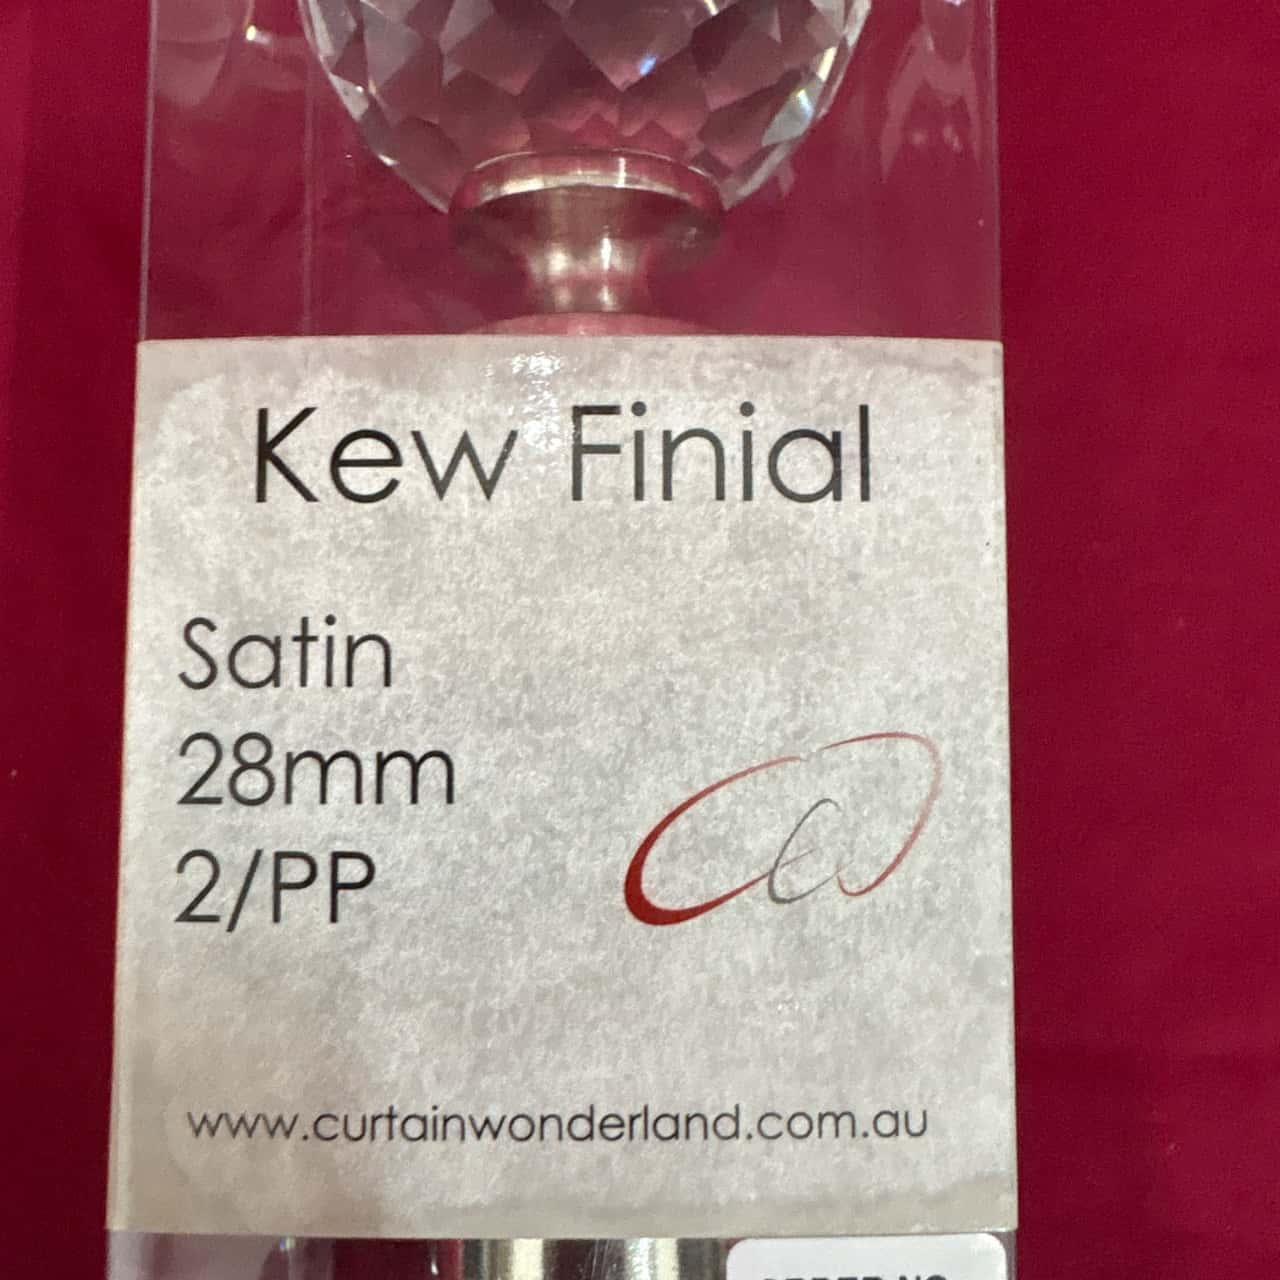 Kew Finial
Satin
28mm
2/PP
www.curtainwonderland.com.au